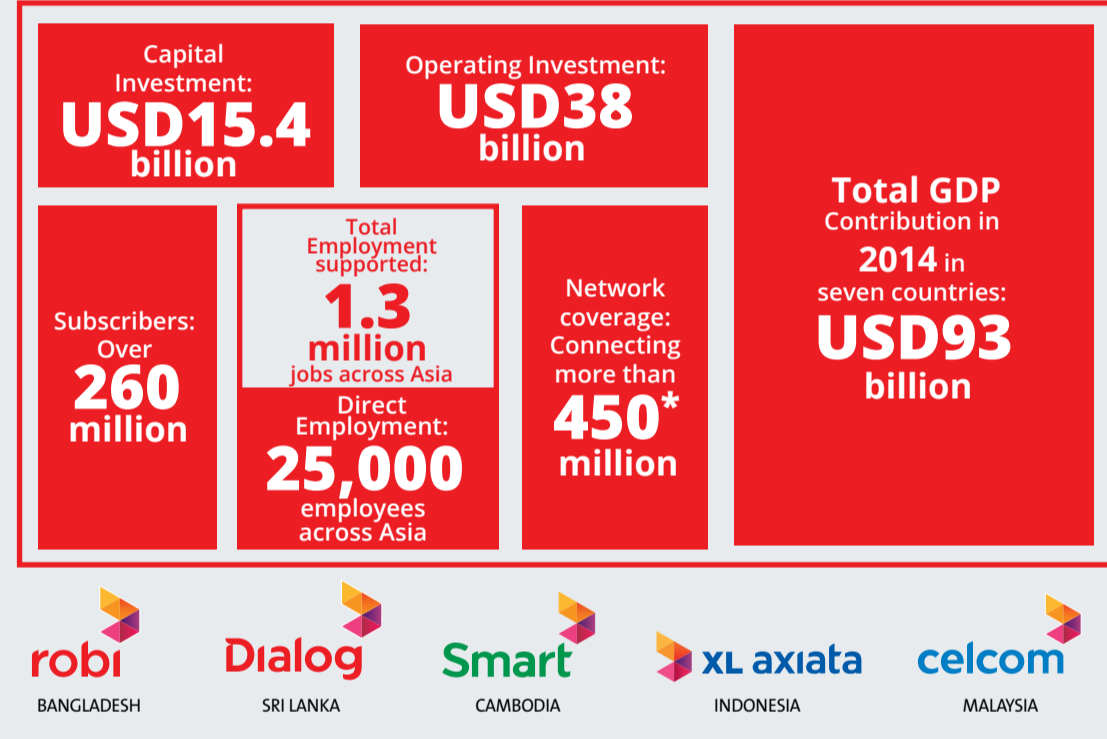 Capital
Investment:
USD15.4
billion
Operating Investment:
USD38
billion
Total GDP
Contribution in
2014 in
seven countries:
USD93
billion
Subscribers:
Over
260
million
Total
Employment
supported:
1.3
million
jobs across Asia
Direct
Employment:
25,000
employees
across Asia
Network
coverage:
Connecting
more than
450*
million
robi
BANGLADESH
Dialog
SRI LANKA
Smart
CAMBODIA
XL axiata
INDONESIA
celcom
MALAYSIA